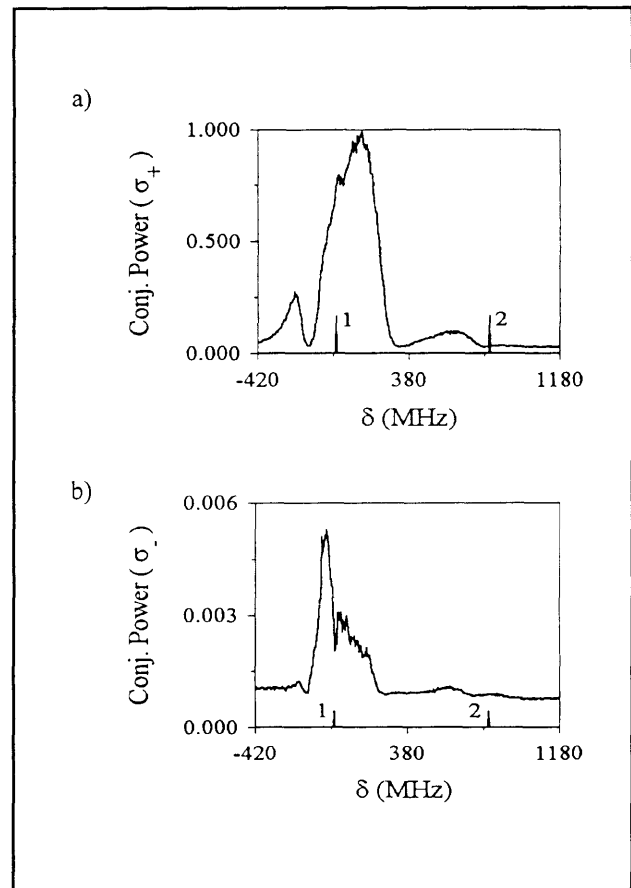 a)
Conj. Power ( σ₊ )
1.000
0.500
0.000
1
2
-420
380
1180
δ (MHz)
b)
Conj. Power ( σ₋ )
0.006
0.003
0.000
1
2
-420
380
1180
δ (MHz)